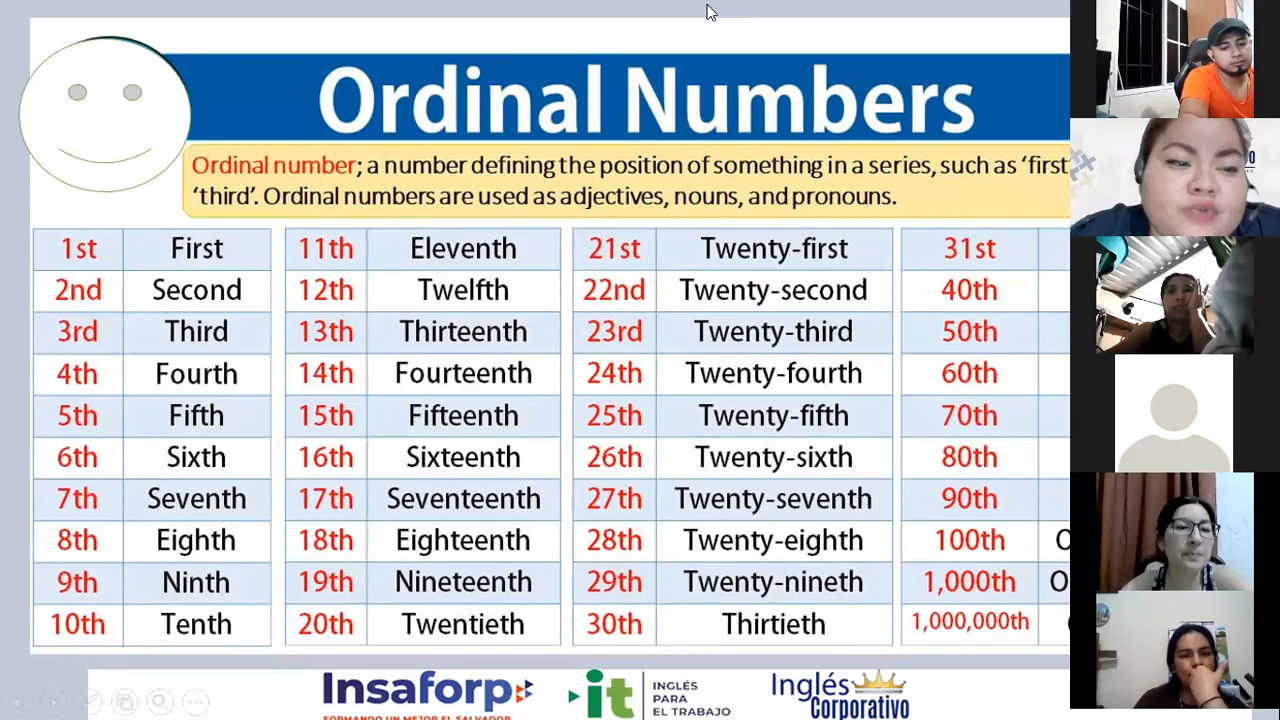 Ordinal Numbers
Ordinal number; a number defining the position of something in a series, such as ‘first
‘third’. Ordinal numbers are used as adjectives, nouns, and pronouns.
1st First 11th Eleventh 21st Twenty-first 31st
2nd Second 12th Twelfth 22nd Twenty-second 40th
3rd Third 13th Thirteenth 23rd Twenty-third 50th
4th Fourth 14th Fourteenth 24th Twenty-fourth 60th
5th Fifth 15th Fifteenth 25th Twenty-fifth 70th
6th Sixth 16th Sixteenth 26th Twenty-sixth 80th
7th Seventh 17th Seventeenth 27th Twenty-seventh 90th
8th Eighth 18th Eighteenth 28th Twenty-eighth 100th O
9th Ninth 19th Nineteenth 29th Twenty-nineth 1,000th O
10th Tenth 20th Twentieth 30th Thirtieth 1,000,000th
Insaforp
FORMANDO UN MEJOR EL SALVADOR
it
INGLÉS
PARA
EL TRABAJO
Inglés
Corporativo